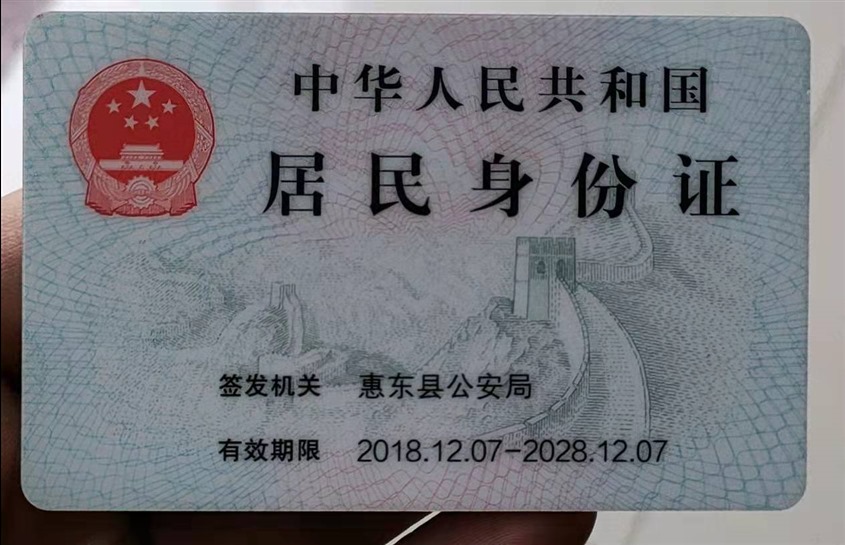 中华人民共和国
居民身份证
签发机关 惠东县公安局
有效期限 2018.12.07-2028.12.07